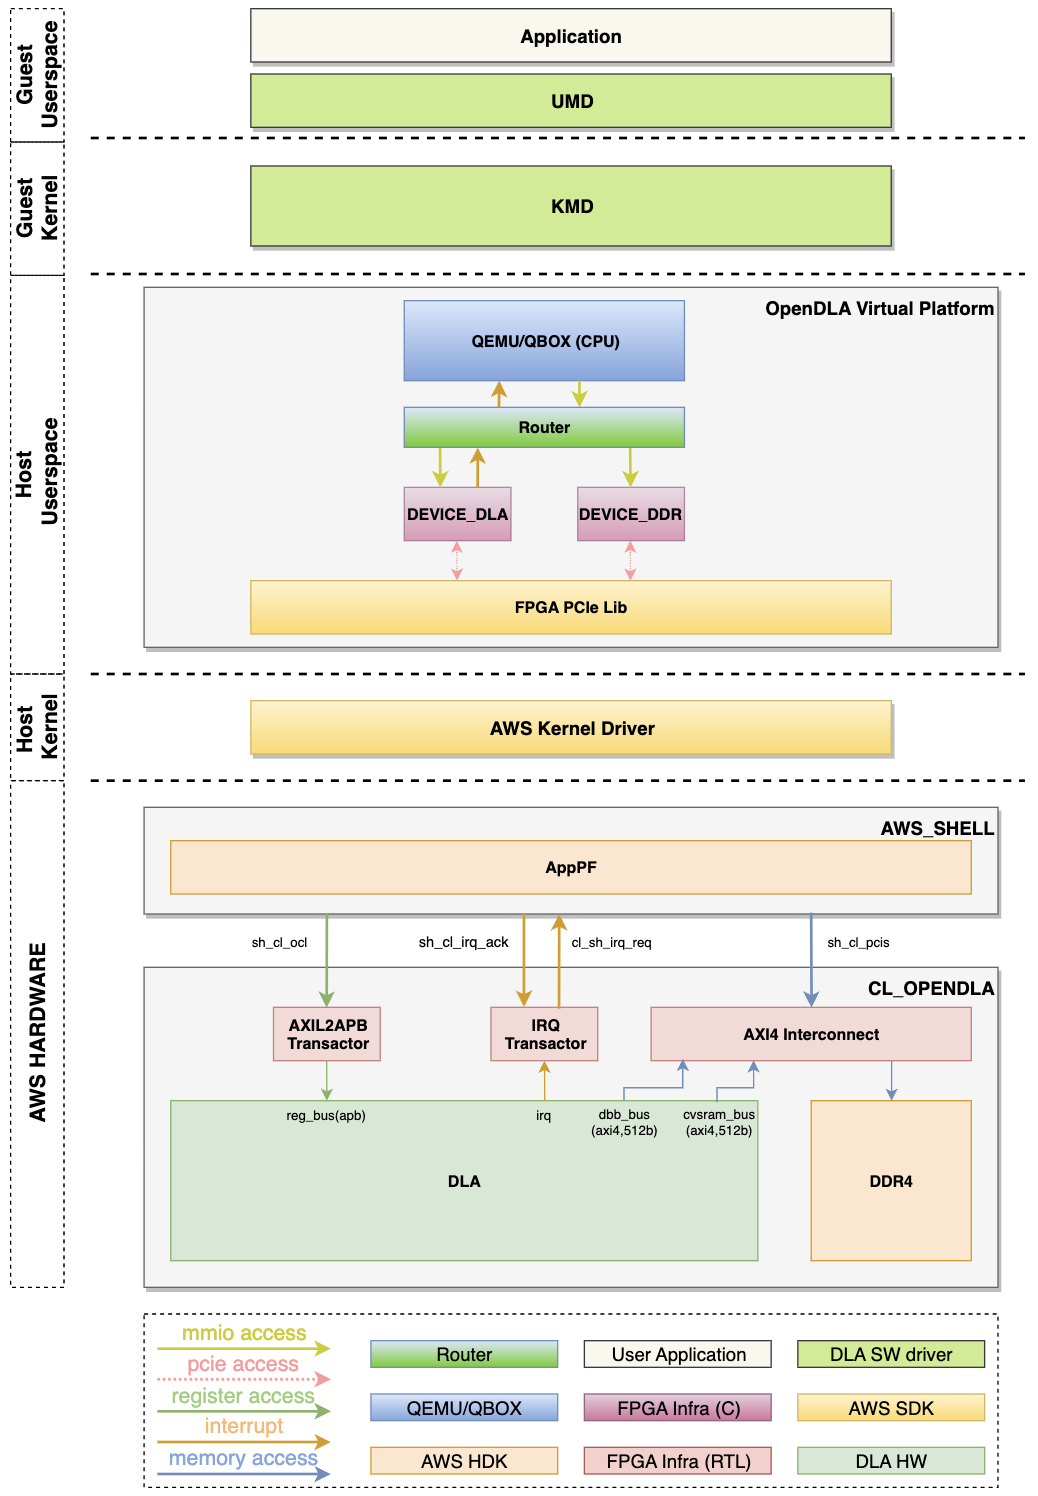 Guest
Userspace
Application
UMD
Guest
Kernel
KMD
Host
Userspace
OpenDLA Virtual Platform
QEMU/QBOX (CPU)
Router
DEVICE_DLA
DEVICE_DDR
FPGA PCIe Lib
Host
Kernel
AWS Kernel Driver
AWS HARDWARE
AWS_SHELL
AppPF
sh_cl_ocl
sh_cl_irq_ack
cl_sh_irq_req
sh_cl_pcis
CL_OPENDLA
AXIL2APB
Transactor
IRQ
Transactor
AXI4 Interconnect
reg_bus(apb)
irq
dbb_bus
(axi4,512b)
cvsram_bus
(axi4,512b)
DLA
DDR4
mmio access
pcie access
register access
interrupt
memory access
Router
User Application
DLA SW driver
QEMU/QBOX
FPGA Infra (C)
AWS SDK
AWS HDK
FPGA Infra (RTL)
DLA HW